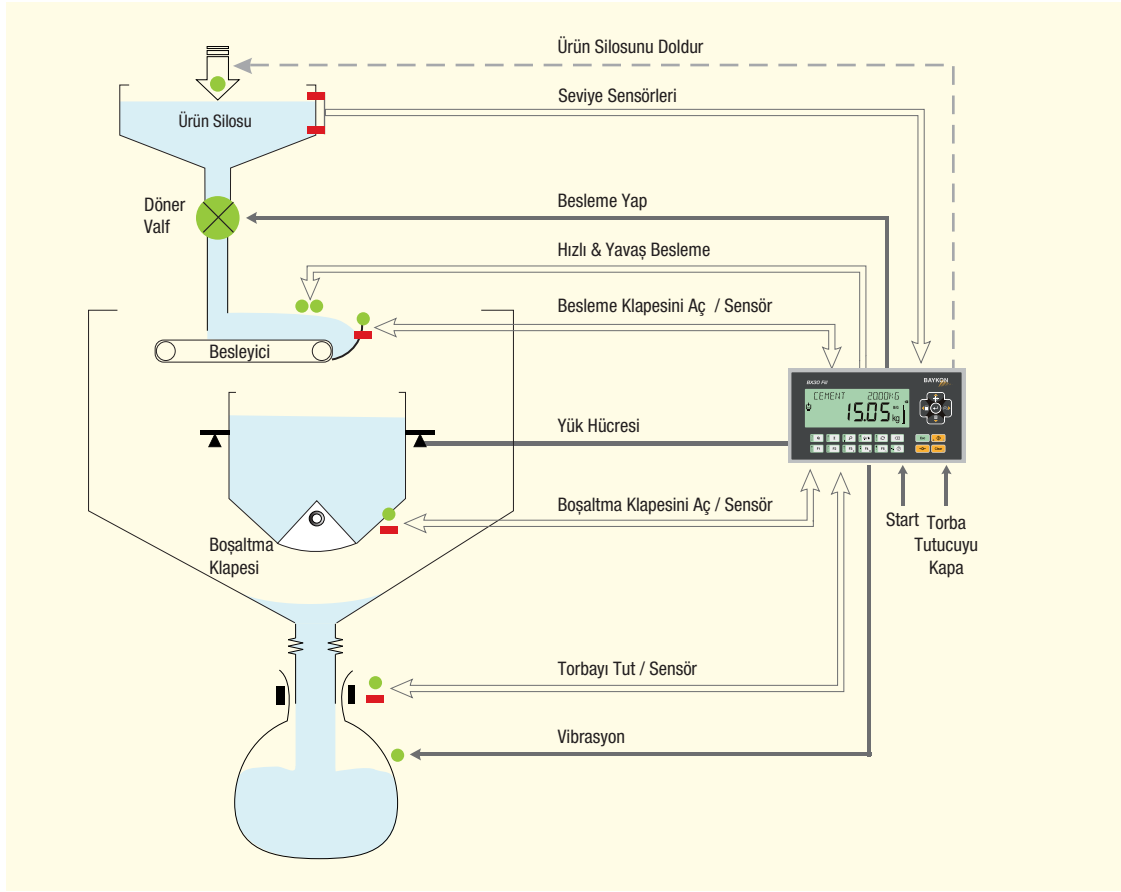 Ürün Silosunu Doldur
Seviye Sensörleri
Ürün Silosu
Döner
Valf
Besleme Yap
Hızlı & Yavaş Besleme
Besleme Klapesini Aç / Sensör
Besleyici
BX30 Fill
BAYKON
CEMENT 2000KG
15.05 kg
Yük Hücresi
Boşaltma Klapesini Aç / Sensör
Boşaltma
Klapesi
Start
Torba
Tutucuyu
Kapa
Torbayı Tut / Sensör
Vibrasyon